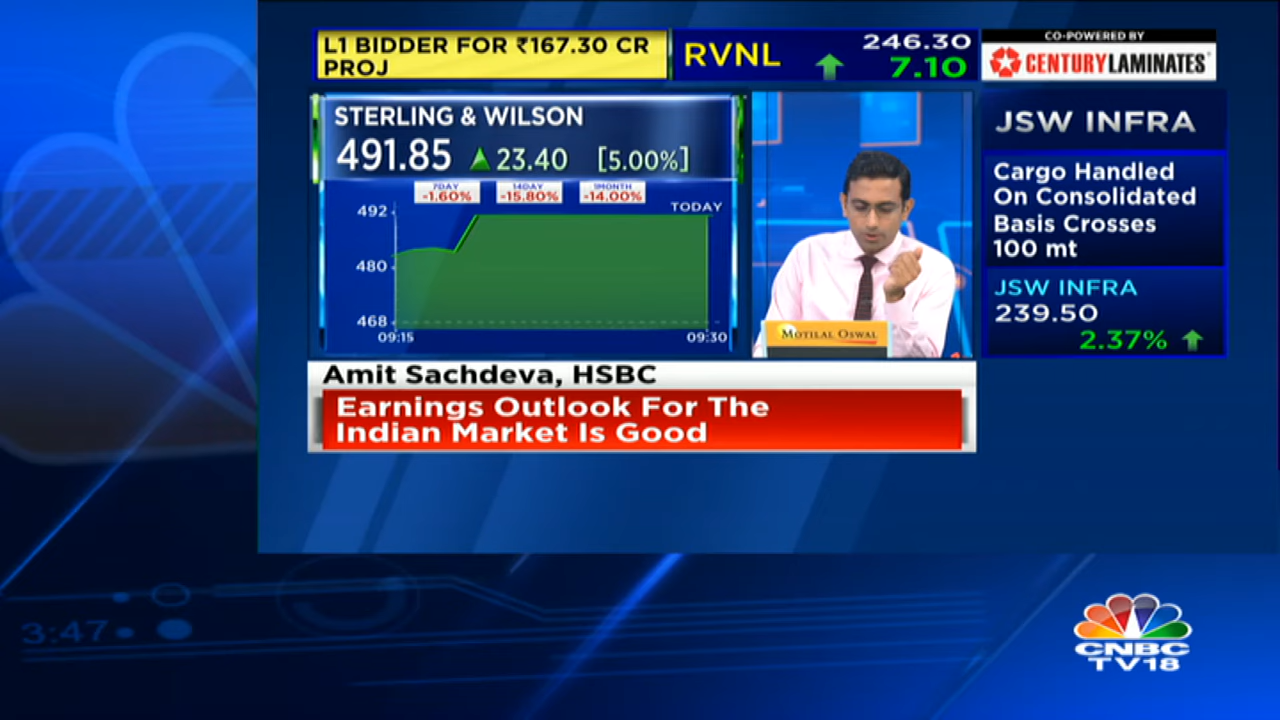 L1 BIDDER FOR ₹167.30 CR
PROJ
RVNL
246.30
7.10
CO-POWERED BY
CENTURYLAMINATES
STERLING & WILSON
491.85 23.40 [5.00%]
7DAY
-1.60%
14DAY
-15.80%
1MONTH
-14.00%
TODAY
492
480
468
09:15
09:30
MOTILAL OSWAL
JSW INFRA
Cargo Handled
On Consolidated
Basis Crosses
100 mt
JSW INFRA
239.50
2.37%
Amit Sachdeva, HSBC
Earnings Outlook For The
Indian Market Is Good
3:47
CNBC
TV18